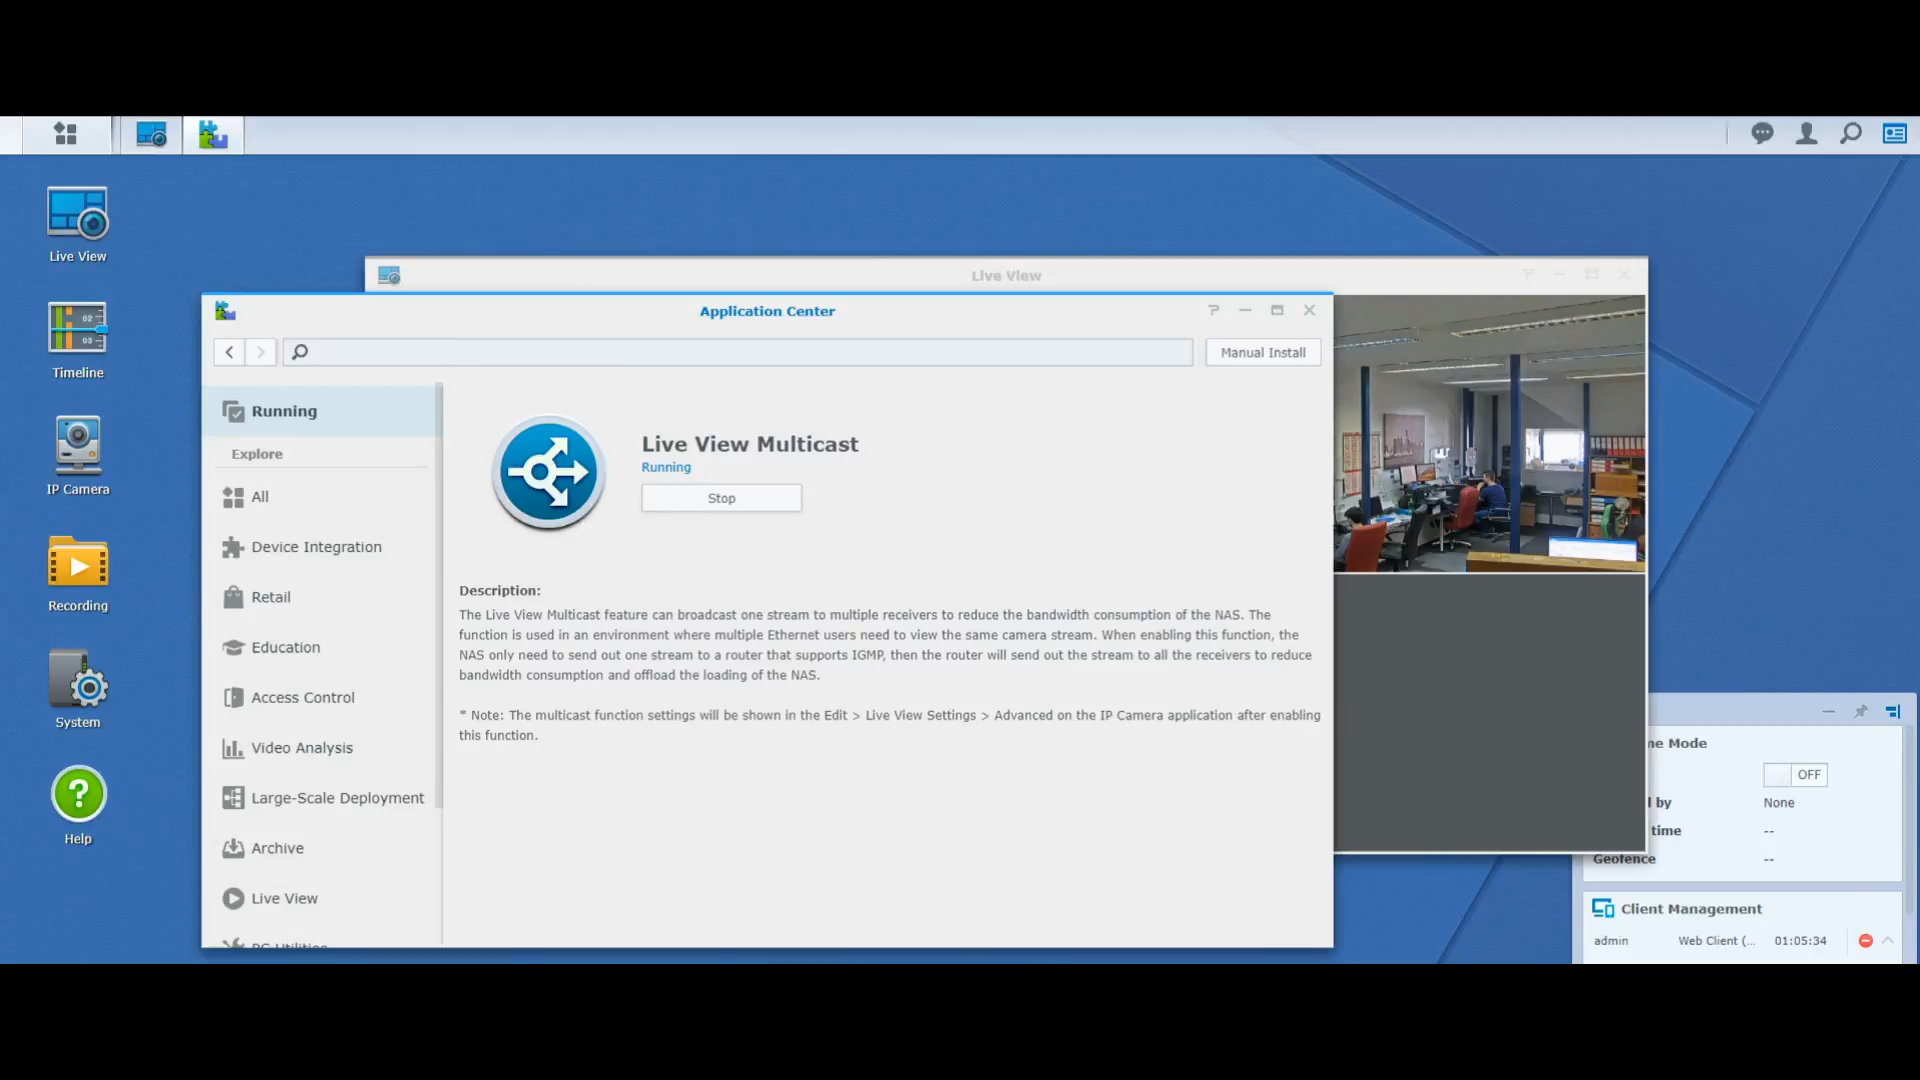 Live View
Timeline
IP Camera
Recording
System
Help
Live View
Application Center
Manual Install
Running
Explore
All
Device Integration
Retail
Education
Access Control
Video Analysis
Large-Scale Deployment
Archive
Live View
PC Utilities
Live View Multicast
Running
Stop
Description:
The Live View Multicast feature can broadcast one stream to multiple receivers to reduce the bandwidth consumption of the NAS. The
function is used in an environment where multiple Ethernet users need to view the same camera stream. When enabling this function, the
NAS only need to send out one stream to a router that supports IGMP, then the router will send out the stream to all the receivers to reduce
bandwidth consumption and offload the loading of the NAS.
* Note: The multicast function settings will be shown in the Edit > Live View Settings > Advanced on the IP Camera application after enabling
this function.
me Mode
OFF
l by None
time --
Geofence --
Client Management
admin Web Client (... 01:05:34